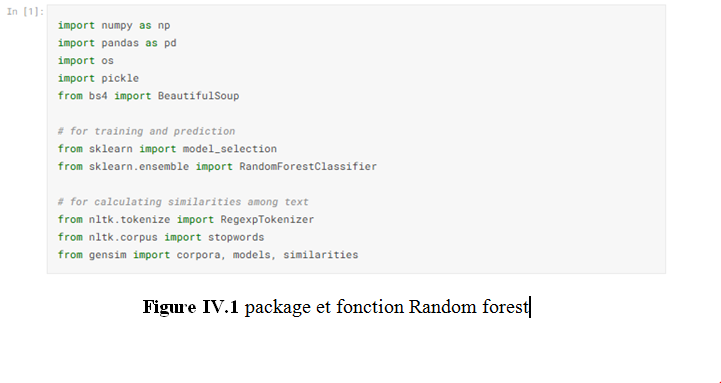 In [1]:
import numpy as np
import pandas as pd
import os
import pickle
from bs4 import BeautifulSoup
# for training and prediction
from sklearn import model_selection
from sklearn.ensemble import RandomForestClassifier
# for calculating similarities among text
from nltk.tokenize import RegexpTokenizer
from nltk.corpus import stopwords
from gensim import corpora, models, similarities
Figure IV.1 package et fonction Random forest